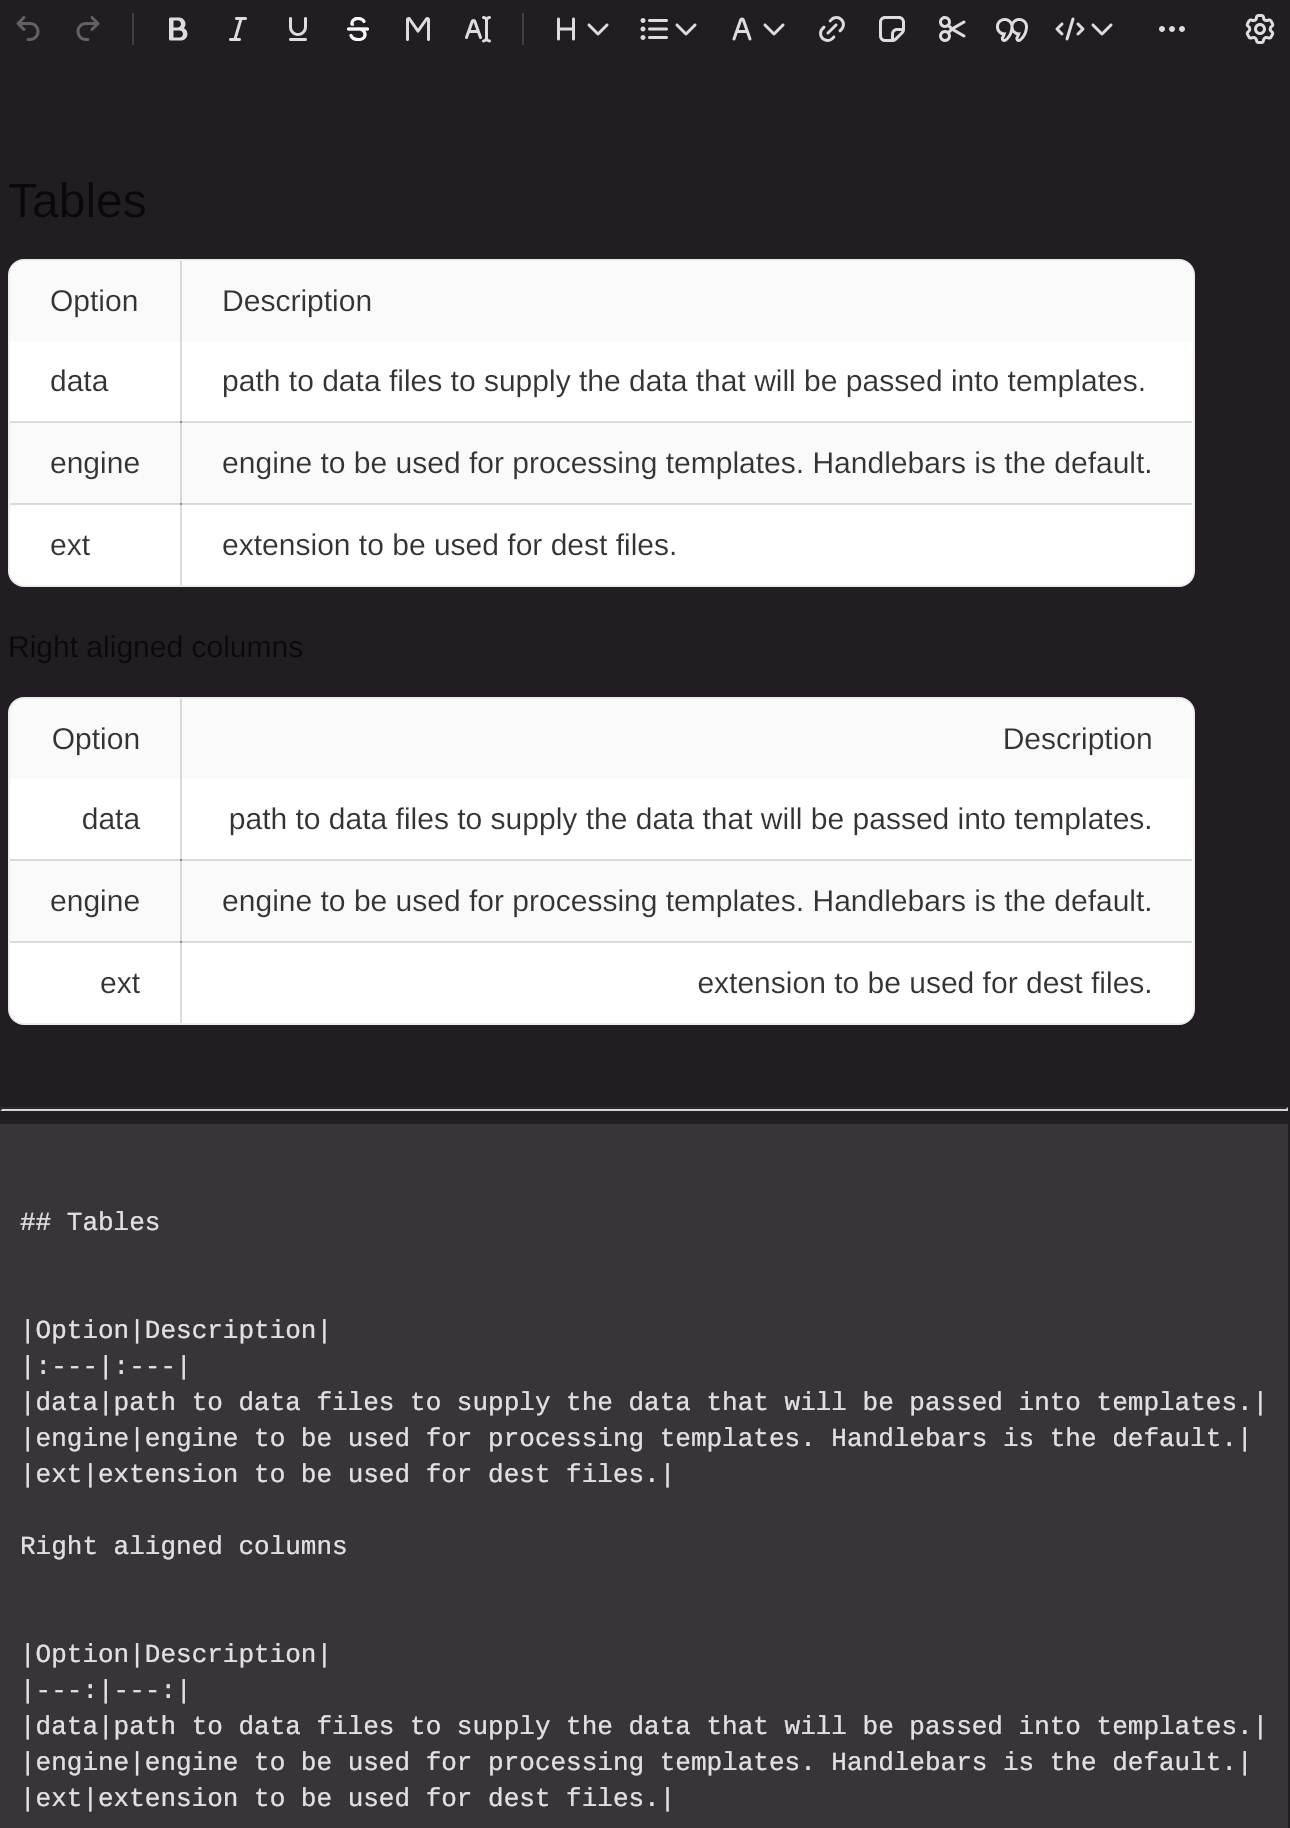 B I U S M AI H A </> ...
Tables
Option Description
data path to data files to supply the data that will be passed into templates.
engine engine to be used for processing templates. Handlebars is the default.
ext extension to be used for dest files.
Right aligned columns
Option Description
data path to data files to supply the data that will be passed into templates.
engine engine to be used for processing templates. Handlebars is the default.
ext extension to be used for dest files.
## Tables
|Option|Description|
|:---|:---|
|data|path to data files to supply the data that will be passed into templates.|
|engine|engine to be used for processing templates. Handlebars is the default.|
|ext|extension to be used for dest files.|
Right aligned columns
|Option|Description|
|---:|---:|
|data|path to data files to supply the data that will be passed into templates.|
|engine|engine to be used for processing templates. Handlebars is the default.|
|ext|extension to be used for dest files.|